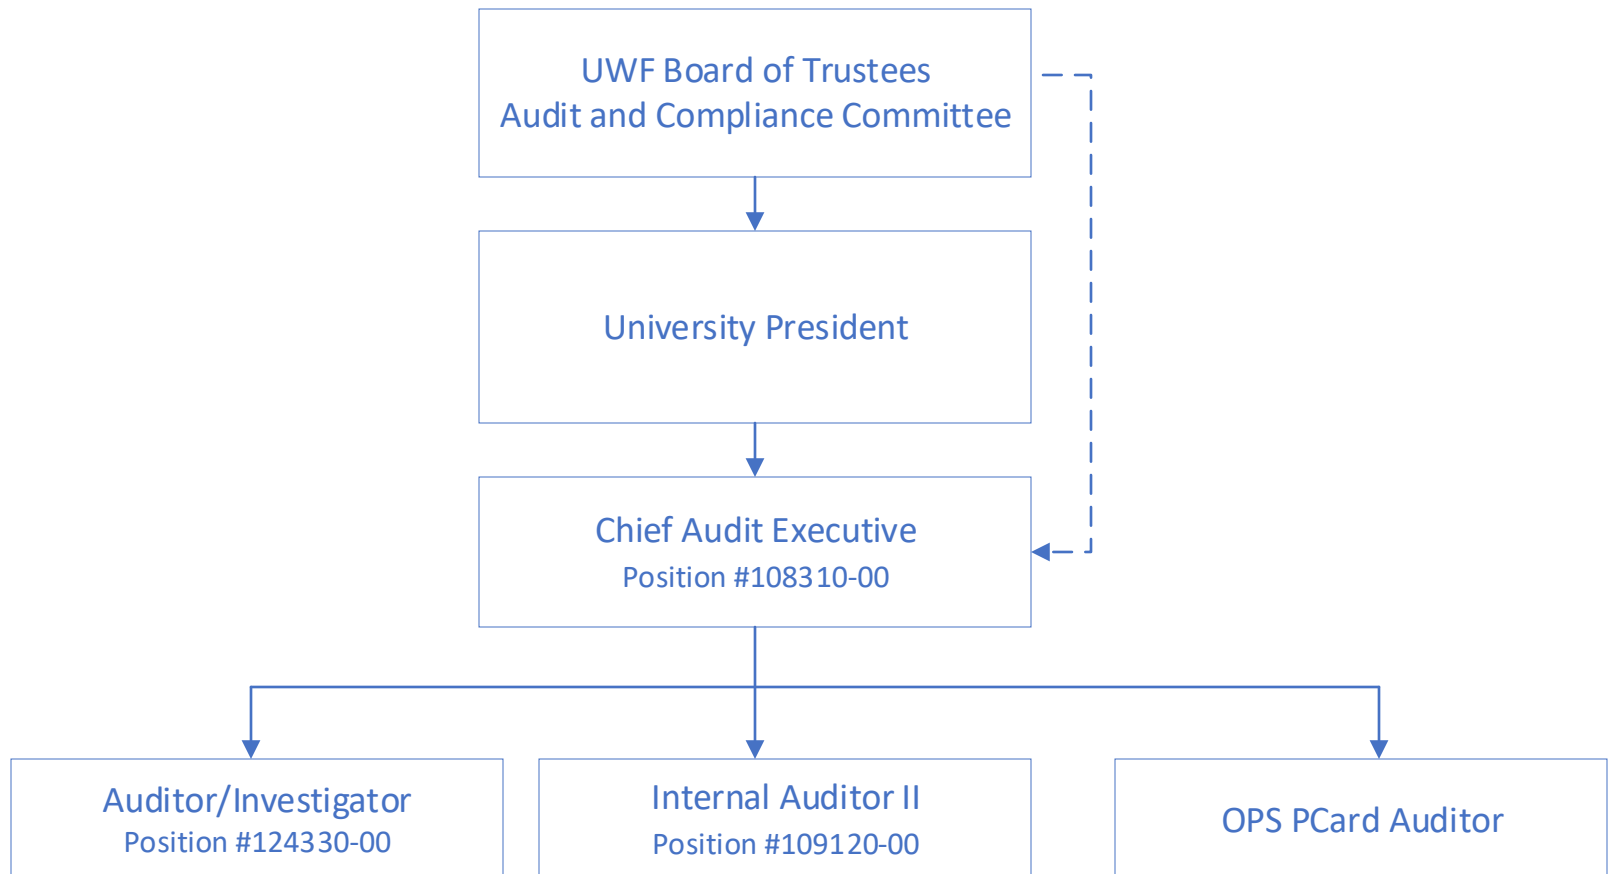 UWF Board of Trustees
Audit and Compliance Committee
University President
Chief Audit Executive
Position #108310-00
Auditor/Investigator
Position #124330-00
Internal Auditor II
Position #109120-00
OPS PCard Auditor